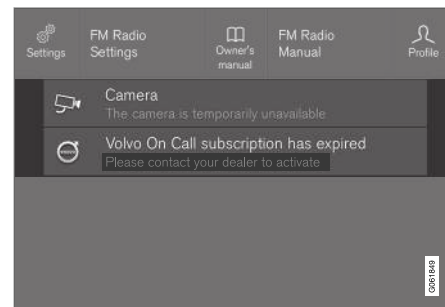 Settings
FM Radio
Settings
Owner's
manual
FM Radio
Manual
Profile
Camera
The camera is temporarily unavailable
VOLVO
Volvo On Call subscription has expired
Please contact your dealer to activate
G061849